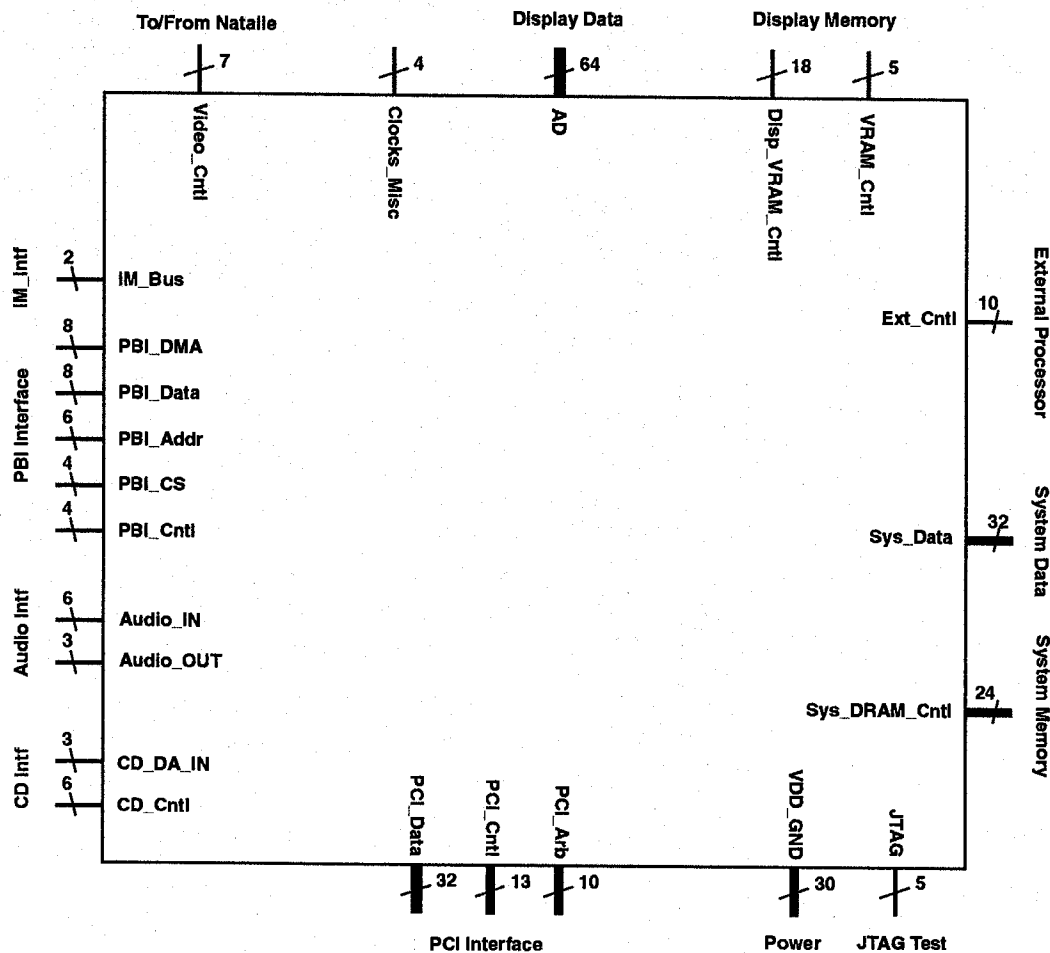 To/From Natalie
Display Data
Display Memory
7
4
64
18
5
Video_Cntl
Clocks_Misc
AD
Disp_VRAM_Cntl
VRAM_Cntl
IM_Intf
2
IM_Bus
PBI Interface
8
PBI_DMA
8
PBI_Data
6
PBI_Addr
4
PBI_CS
4
PBI_Cntl
Audio Intf
6
Audio_IN
3
Audio_OUT
CD Intf
3
CD_DA_IN
6
CD_Cntl
External Processor
10
Ext_Cntl
System Data
32
Sys_Data
System Memory
24
Sys_DRAM_Cntl
PCI_Data
PCI_Cntl
PCI_Arb
VDD_GND
JTAG
32
13
10
30
5
PCI Interface
Power
JTAG Test